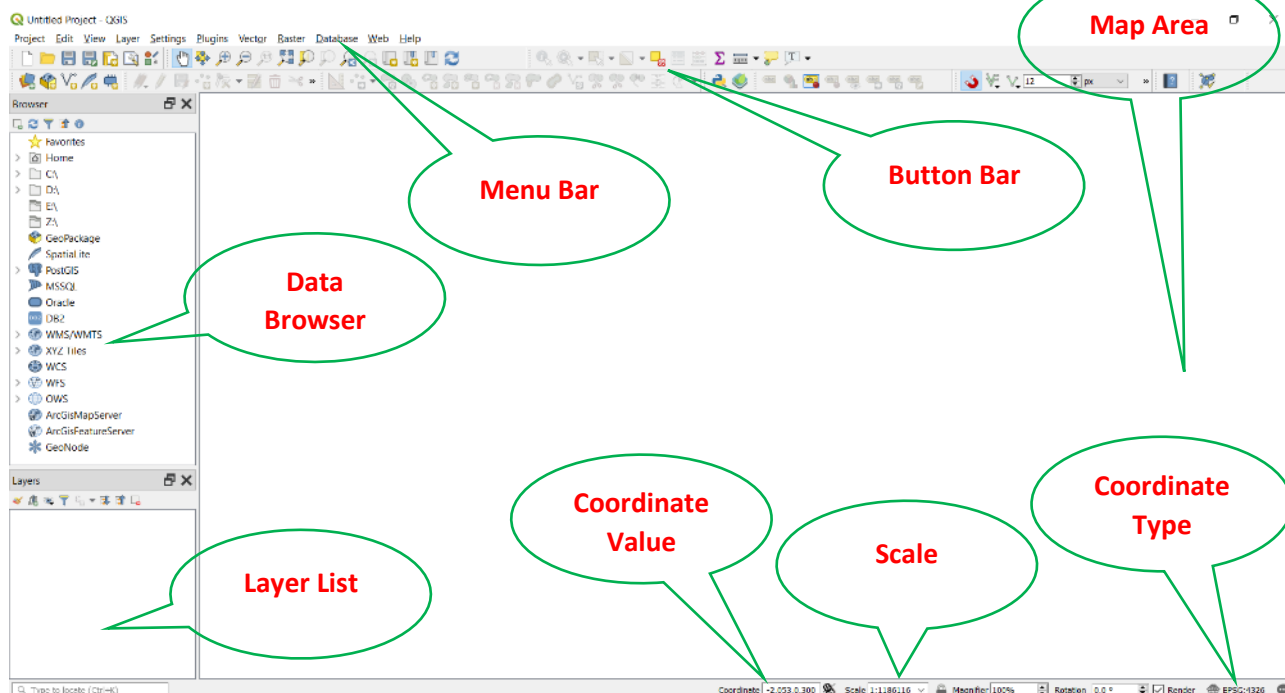 Untitled Project - QGIS
Project Edit View Layer Settings Plugins Vector Raster Database Web Help
Map Area
12 px
Browser
Favorites
Home
C:\
D:\
E:\
Z:\
GeoPackage
SpatiaLite
PostGIS
MSSQL
Oracle
DB2
WMS/WMTS
XYZ Tiles
WCS
WFS
OWS
ArcGisMapServer
ArcGisFeatureServer
GeoNode
Menu Bar
Button Bar
Data
Browser
Layers
Layer List
Coordinate
Value
Scale
Coordinate
Type
Type to locate (Ctrl+K)
Coordinate -2.053,0.300 Scale 1:1186116 Magnifier 100% Rotation 0.0 ° Render EPSG:4326